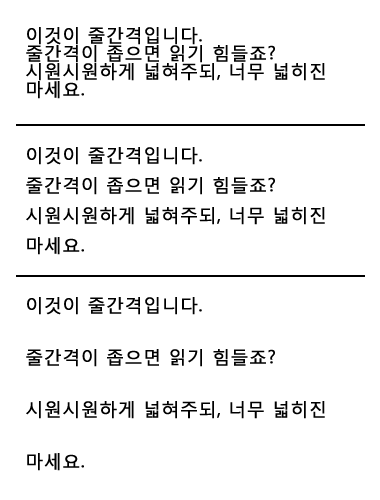 이것이 줄간격입니다.
줄간격이 좁으면 읽기 힘들죠?
시원시원하게 넓혀주되, 너무 넓히진
마세요.
이것이 줄간격입니다.
줄간격이 좁으면 읽기 힘들죠?
시원시원하게 넓혀주되, 너무 넓히진
마세요.
이것이 줄간격입니다.
줄간격이 좁으면 읽기 힘들죠?
시원시원하게 넓혀주되, 너무 넓히진
마세요.